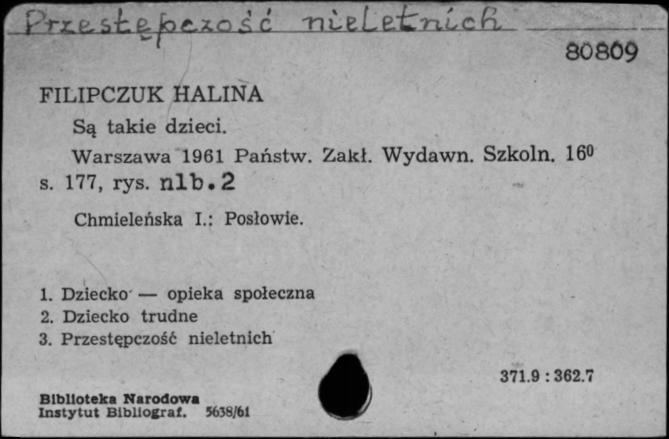 Przestępczość nieletnich
80809
FILIPCZUK HALINA
Są takie dzieci.
Warszawa 1961 Państw. Zakł. Wydawn. Szkoln. 16⁰
s. 177, rys. nlb. 2
Chmieleńska I.: Posłowie.
1. Dziecko — opieka społeczna
2. Dziecko trudne
3. Przestępczość nieletnich
371.9 : 362.7
Biblioteka Narodowa
Instytut Bibliograf. 5638/61